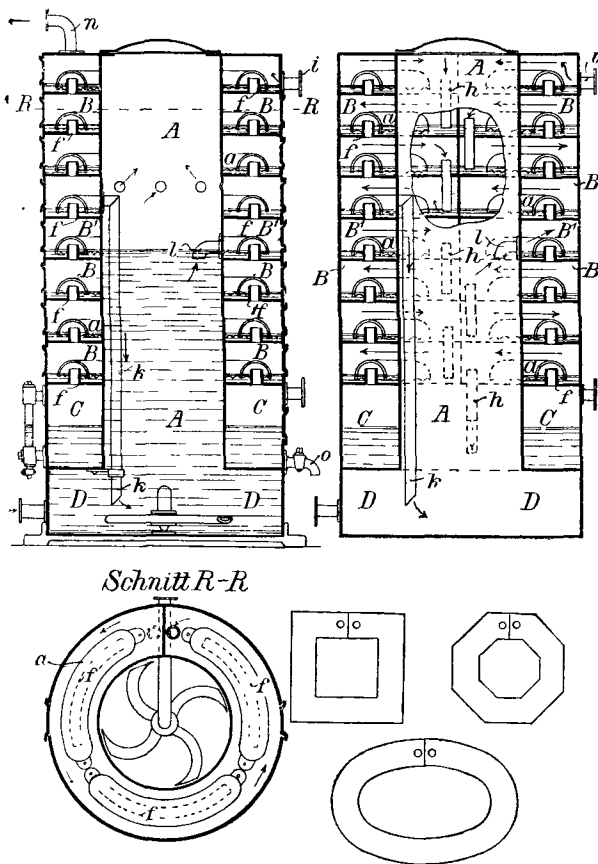 n
f i A h
R B f B R B B
f' A a f
a
f f B
B' B' a B' a l B'
l B h B
B B
f f
a
B k B A a
f C C f C h C
A
k o k
D D D D
Schnitt R-R
a f f
f